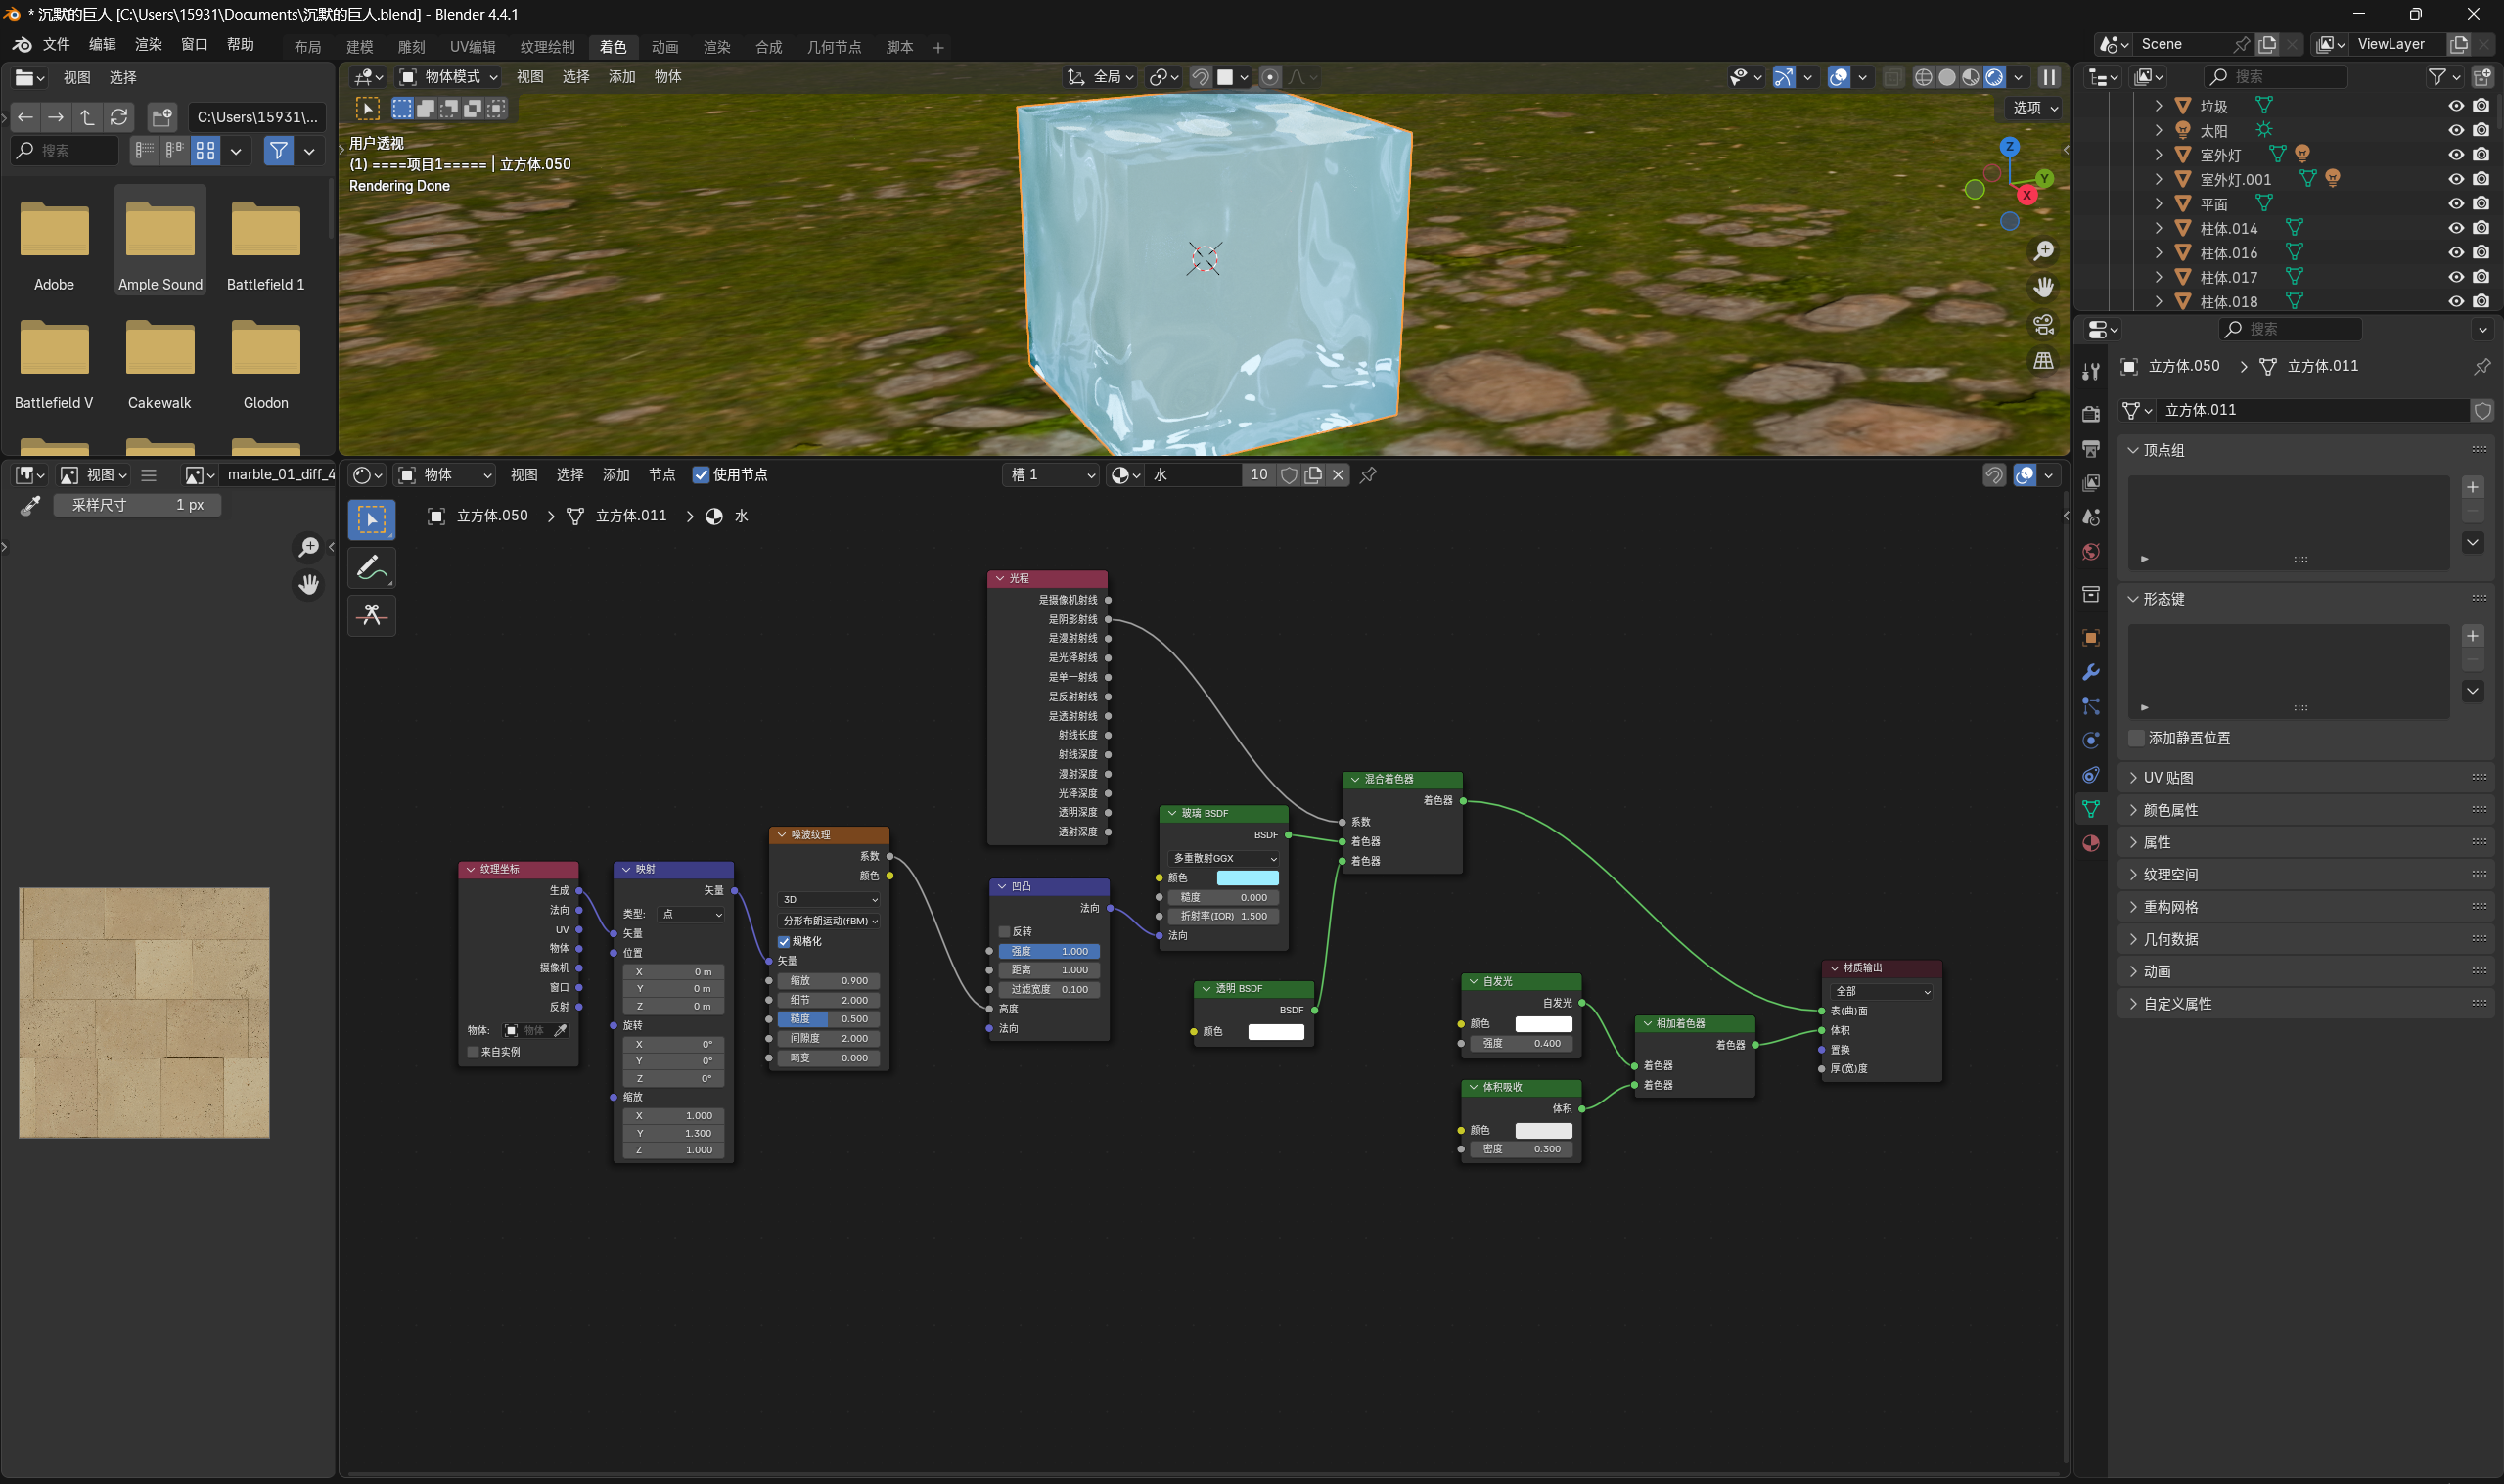 * 沉默的巨人 [C:\Users\15931\Documents\沉默的巨人.blend] - Blender 4.4.1
文件 编辑 渲染 窗口 帮助 布局 建模 雕刻 UV编辑 纹理绘制 着色 动画 渲染 合成 几何节点 脚本 +
Scene
ViewLayer
视图 选择
C:\Users\15931\...
搜索
Adobe
Ample Sound
Battlefield 1
Battlefield V
Cakewalk
Glodon
物体模式 视图 选择 添加 物体
全局
选项
用户透视
(1) ====项目1===== | 立方体.050
Rendering Done
Z
Y
X
搜索
垃圾
太阳
室外灯
室外灯.001
平面
柱体.014
柱体.016
柱体.017
柱体.018
搜索
立方体.050 > 立方体.011
立方体.011
顶点组
形态键
添加静置位置
UV 贴图
颜色属性
属性
纹理空间
重构网格
几何数据
动画
自定义属性
视图
marble_01_diff_4
采样尺寸 1 px
物体 视图 选择 添加 节点 使用节点
槽 1
水 10
立方体.050 > 立方体.011 > 水
纹理坐标
生成
法向
UV
物体
摄像机
窗口
反射
物体: 物体
来自实例
映射
矢量
类型: 点
矢量
位置
X 0 m
Y 0 m
Z 0 m
旋转
X 0°
Y 0°
Z 0°
缩放
X 1.000
Y 1.300
Z 1.000
噪波纹理
系数
颜色
3D
分形布朗运动(fBM)
规格化
矢量
缩放 0.900
细节 2.000
糙度 0.500
间隙度 2.000
畸变 0.000
光程
是摄像机射线
是阴影射线
是漫射射线
是光泽射线
是单一射线
是反射射线
是透射射线
射线长度
射线深度
漫射深度
光泽深度
透明深度
透射深度
凹凸
法向
反转
强度 1.000
距离 1.000
过滤宽度 0.100
高度
法向
玻璃 BSDF
BSDF
多重散射GGX
颜色
糙度 0.000
折射率(IOR) 1.500
法向
透明 BSDF
BSDF
颜色
混合着色器
着色器
系数
着色器
着色器
自发光
自发光
颜色
强度 0.400
体积吸收
体积
颜色
密度 0.300
相加着色器
着色器
着色器
着色器
材质输出
全部
表(曲)面
体积
置换
厚(宽)度